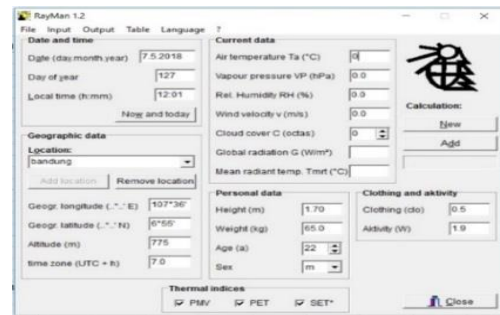 RayMan 1.2
File Input Output Table Language ?
Date and time
Date (day.month.year) 7.5.2018
Day of year 127
Local time (h:mm) 12:01
Now and today
Geographic data
Location:
bandung
Add location Remove location
Geogr. longitude (..°..' E) 107°36'
Geogr. latitude (..°..' N) 6°55'
Altitude (m) 775
time zone (UTC + h) 7.0
Current data
Air temperature Ta (°C) 0
Vapour pressure VP (hPa) 0.0
Rel. Humidity RH (%) 0.0
Wind velocity v (m/s) 0.0
Cloud cover C (octas) 0
Global radiation G (W/m²)
Mean radiant temp. Tmrt (°C)
Personal data
Height (m) 1.70
Weight (kg) 65.0
Age (a) 22
Sex m
Clothing and aktivity
Clothing (clo) 0.5
Aktivity (W) 1.9
Calculation:
New
Add
Thermal indices
PMV PET SET*
Close